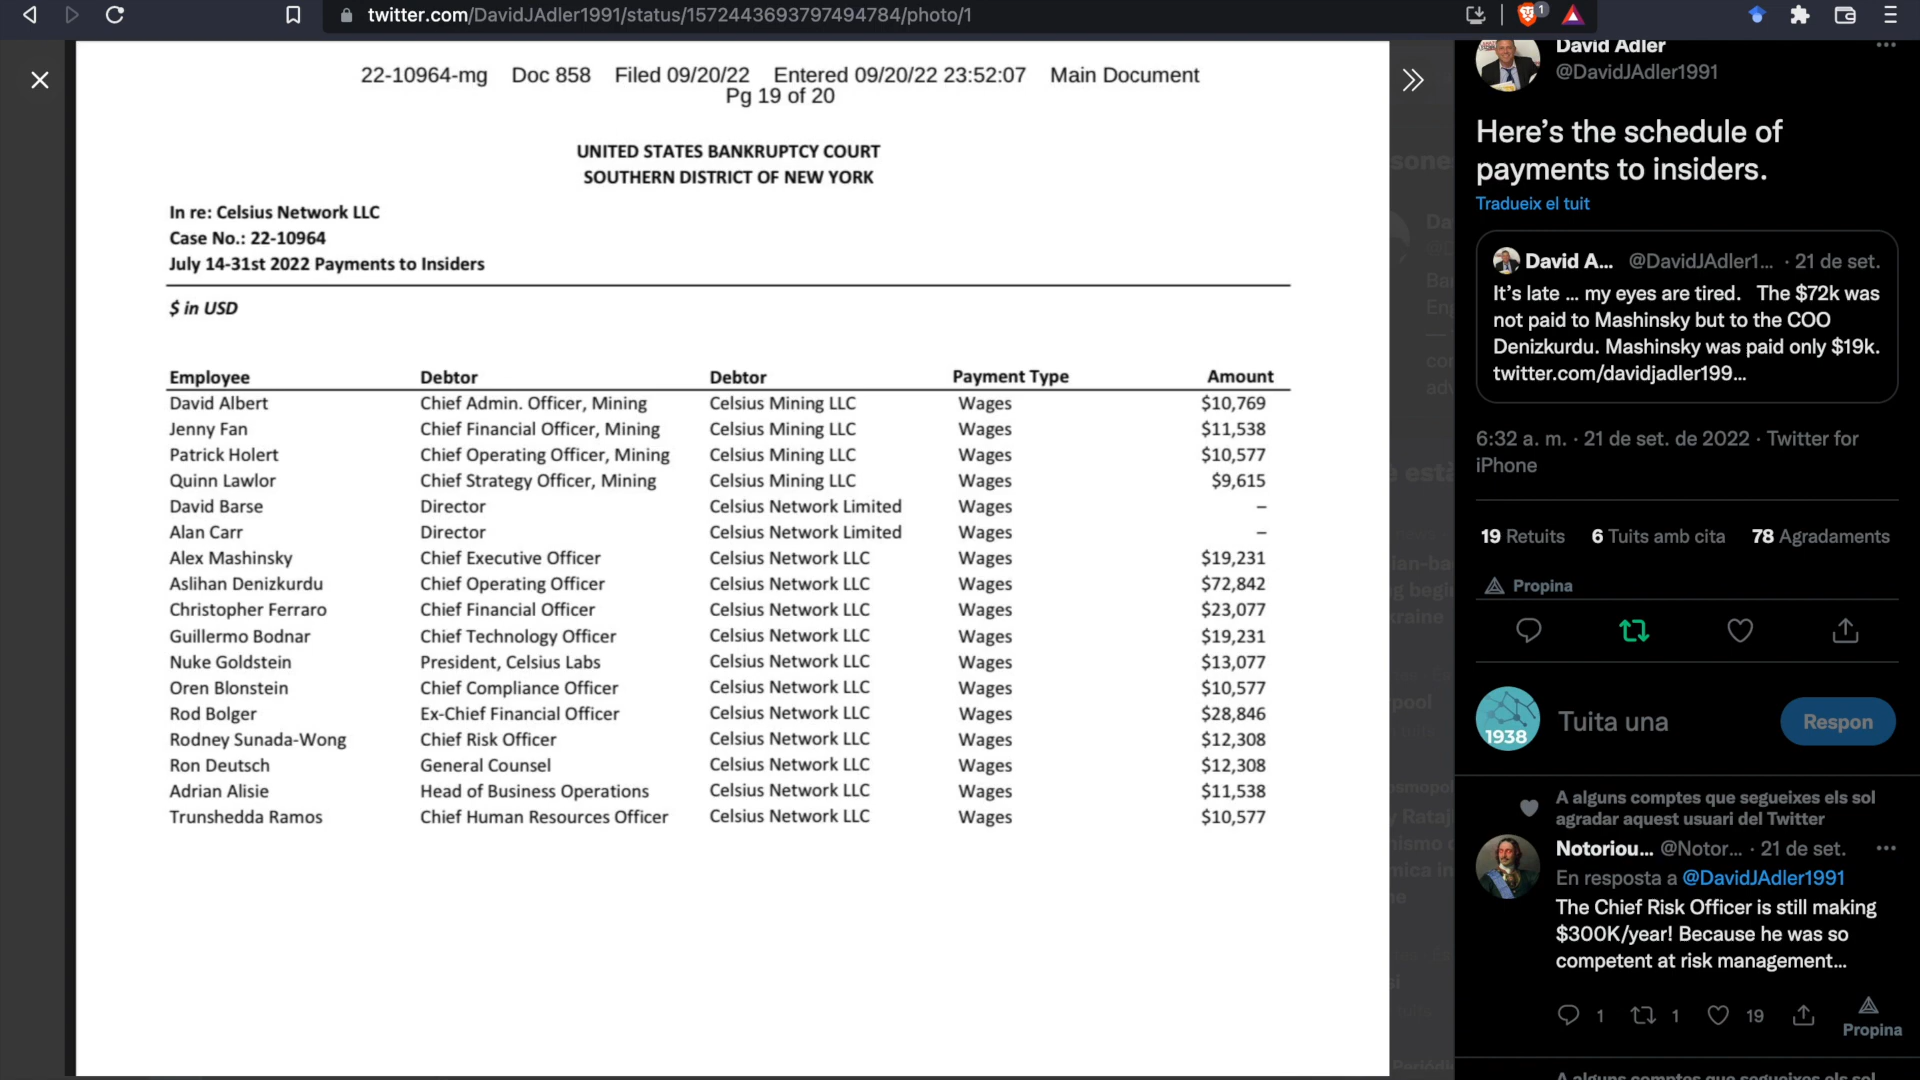 twitter.com/DavidJAdler1991/status/1572443693797494784/photo/1
1
22-10964-mg Doc 858 Filed 09/20/22 Entered 09/20/22 23:52:07 Main Document
Pg 19 of 20
UNITED STATES BANKRUPTCY COURT
SOUTHERN DISTRICT OF NEW YORK
In re: Celsius Network LLC
Case No.: 22-10964
July 14-31st 2022 Payments to Insiders
$ in USD
Employee Debtor Debtor Payment Type Amount
David Albert Chief Admin. Officer, Mining Celsius Mining LLC Wages $10,769
Jenny Fan Chief Financial Officer, Mining Celsius Mining LLC Wages $11,538
Patrick Holert Chief Operating Officer, Mining Celsius Mining LLC Wages $10,577
Quinn Lawlor Chief Strategy Officer, Mining Celsius Mining LLC Wages $9,615
David Barse Director Celsius Network Limited Wages –
Alan Carr Director Celsius Network Limited Wages –
Alex Mashinsky Chief Executive Officer Celsius Network LLC Wages $19,231
Aslihan Denizkurdu Chief Operating Officer Celsius Network LLC Wages $72,842
Christopher Ferraro Chief Financial Officer Celsius Network LLC Wages $23,077
Guillermo Bodnar Chief Technology Officer Celsius Network LLC Wages $19,231
Nuke Goldstein President, Celsius Labs Celsius Network LLC Wages $13,077
Oren Blonstein Chief Compliance Officer Celsius Network LLC Wages $10,577
Rod Bolger Ex-Chief Financial Officer Celsius Network LLC Wages $28,846
Rodney Sunada-Wong Chief Risk Officer Celsius Network LLC Wages $12,308
Ron Deutsch General Counsel Celsius Network LLC Wages $12,308
Adrian Alisie Head of Business Operations Celsius Network LLC Wages $11,538
Trunshedda Ramos Chief Human Resources Officer Celsius Network LLC Wages $10,577
David Adler
@DavidJAdler1991
Here's the schedule of
payments to insiders.
Tradueix el tuit
David A... @DavidJAdler1... · 21 de set.
It's late ... my eyes are tired. The $72k was
not paid to Mashinsky but to the COO
Denizkurdu. Mashinsky was paid only $19k.
twitter.com/davidjadler199...
6:32 a. m. · 21 de set. de 2022 · Twitter for
iPhone
19 Retuits 6 Tuits amb cita 78 Agradaments
Propina
1938
Tuita una
Respon
A alguns comptes que segueixes els sol
agradar aquest usuari del Twitter
Notoriou... @Notor... · 21 de set.
En resposta a @DavidJAdler1991
The Chief Risk Officer is still making
$300K/year! Because he was so
competent at risk management...
1 1 19
Propina
A alguns comptes que segueixes els sol